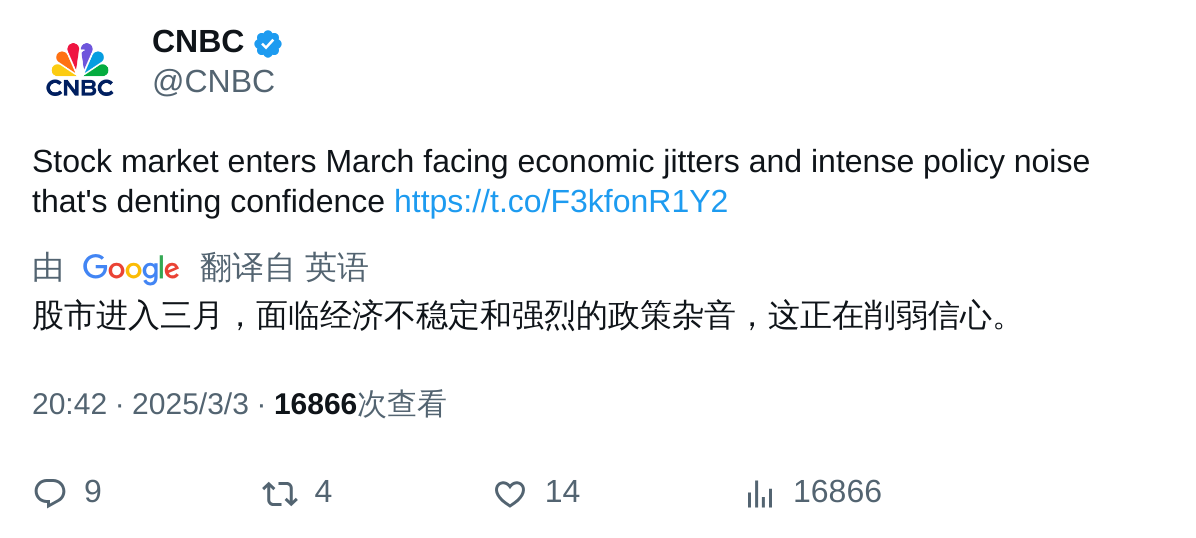 CNBC
CNBC
@CNBC
Stock market enters March facing economic jitters and intense policy noise
that's denting confidence https://t.co/F3kfonR1Y2
由 Google 翻译自 英语
股市进入三月，面临经济不稳定和强烈的政策杂音，这正在削弱信心。
20:42 · 2025/3/3 · 16866次查看
9 4 14 16866